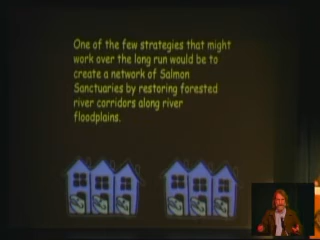 One of the few strategies that might
work over the long run would be to
create a network of Salmon
Sanctuaries by restoring forested
river corridors along river
floodplains.